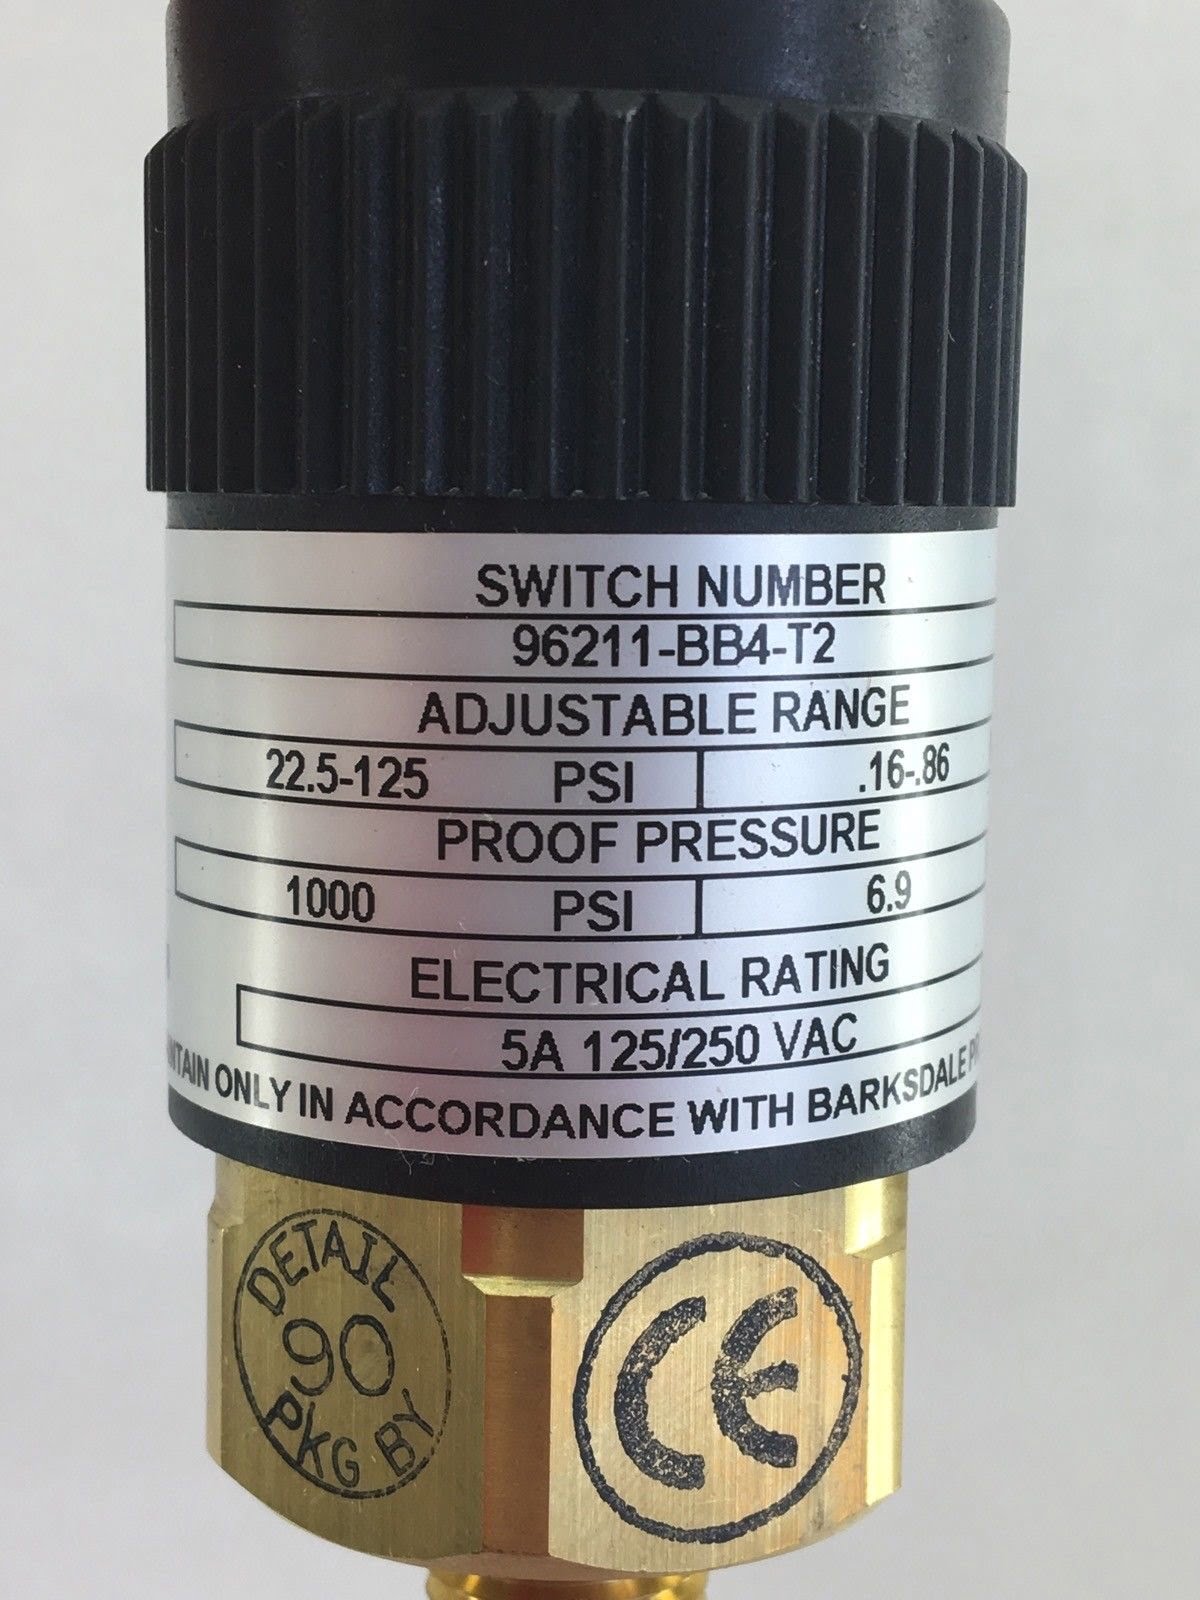 SWITCH NUMBER
96211-BB4-T2
ADJUSTABLE RANGE
22.5-125 PSI .16-.86
PROOF PRESSURE
1000 PSI 6.9
ELECTRICAL RATING
5A 125/250 VAC
ONLY IN ACCORDANCE WITH BARKSDALE
DETAIL
90
PKG BY
CE